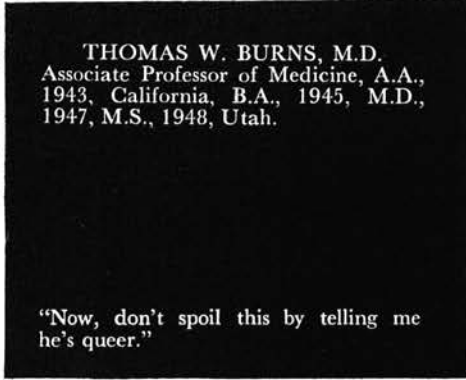 THOMAS W. BURNS, M.D.
Associate Professor of Medicine, A.A.,
1943, California, B.A., 1945, M.D.,
1947, M.S., 1948, Utah.
“Now, don’t spoil this by telling me
he’s queer.”